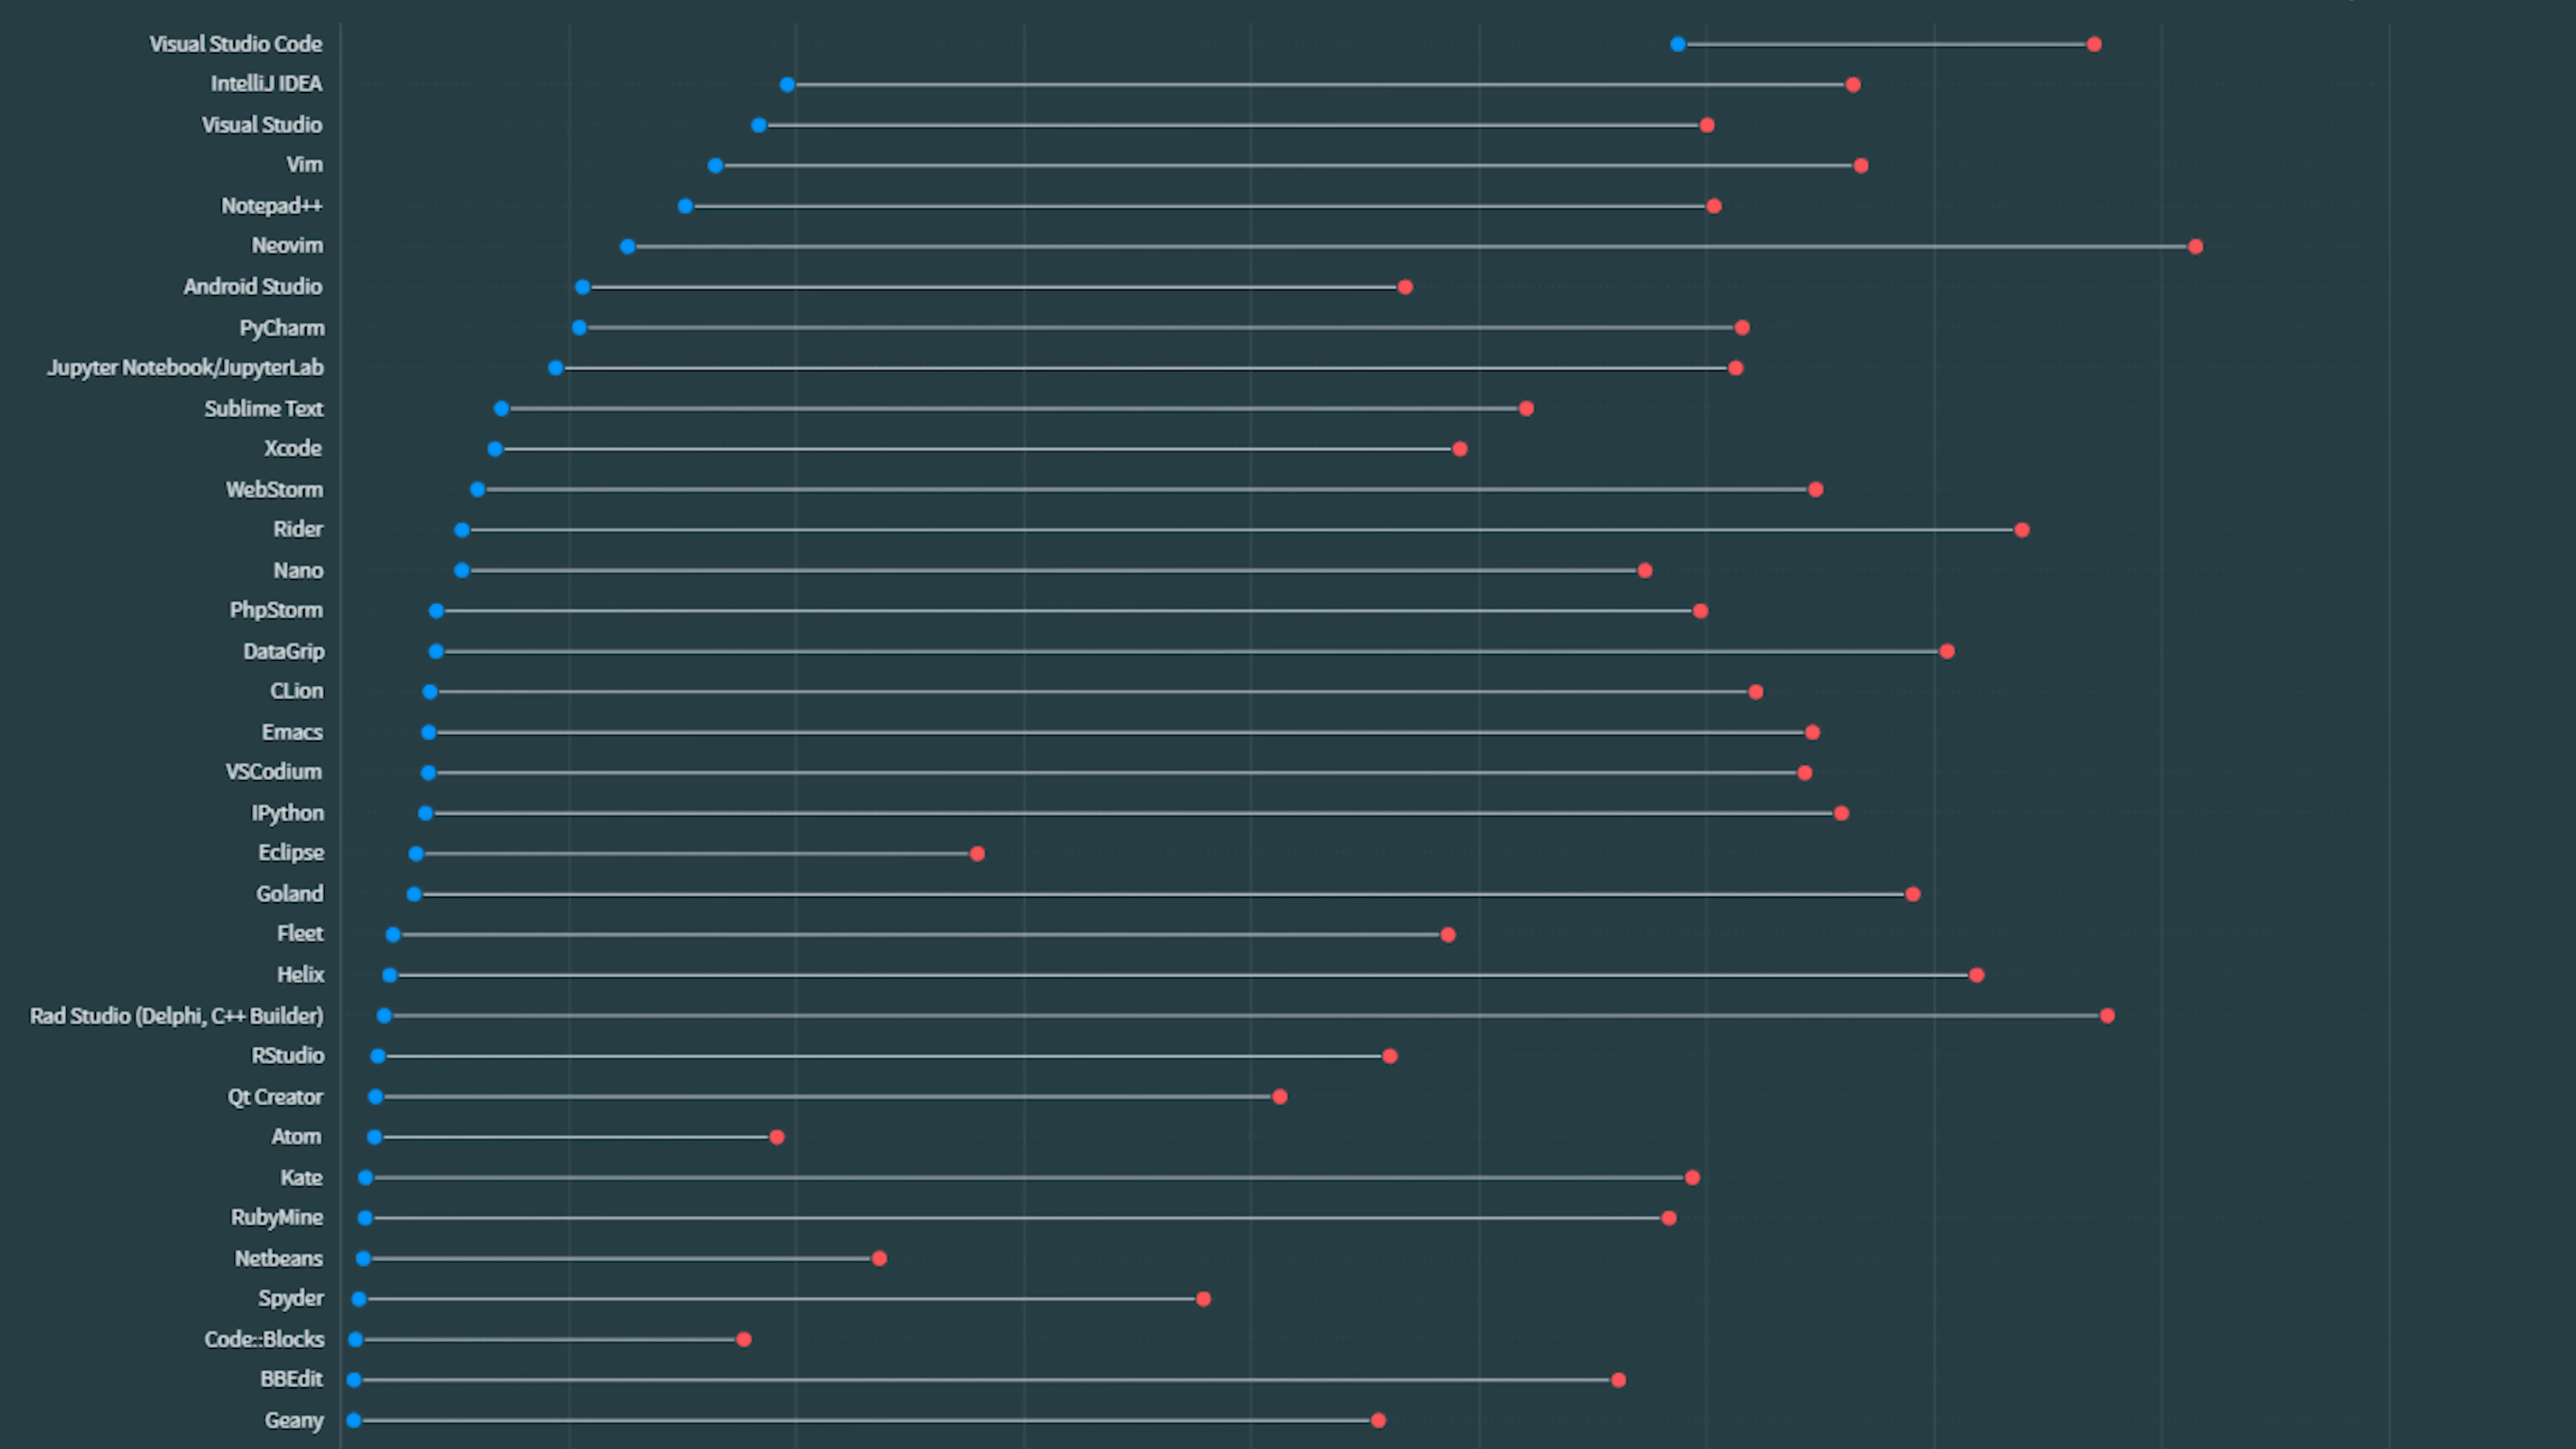 Visual Studio Code
IntelliJ IDEA
Visual Studio
Vim
Notepad++
Neovim
Android Studio
PyCharm
Jupyter Notebook/JupyterLab
Sublime Text
Xcode
WebStorm
Rider
Nano
PhpStorm
DataGrip
CLion
Emacs
VSCodium
IPython
Eclipse
Goland
Fleet
Helix
Rad Studio (Delphi, C++ Builder)
RStudio
Qt Creator
Atom
Kate
RubyMine
Netbeans
Spyder
Code::Blocks
BBEdit
Geany